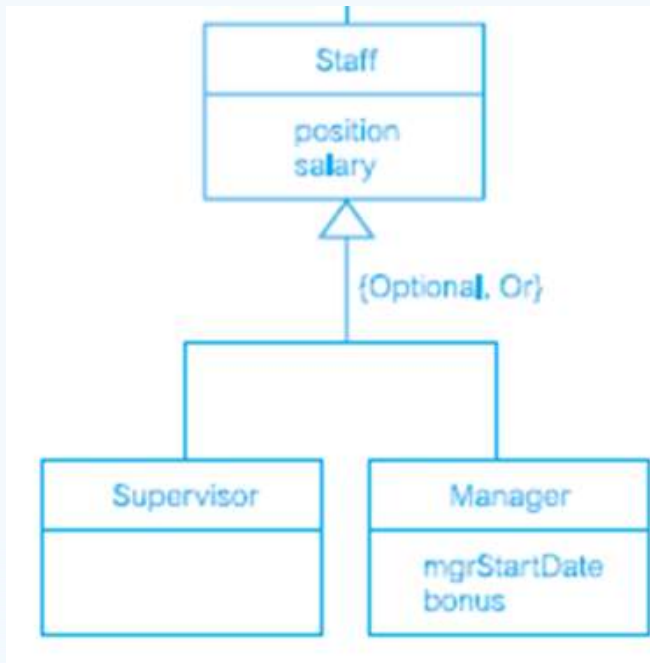 Staff
position
salary
{Optional, Or}
Supervisor
Manager
mgrStartDate
bonus